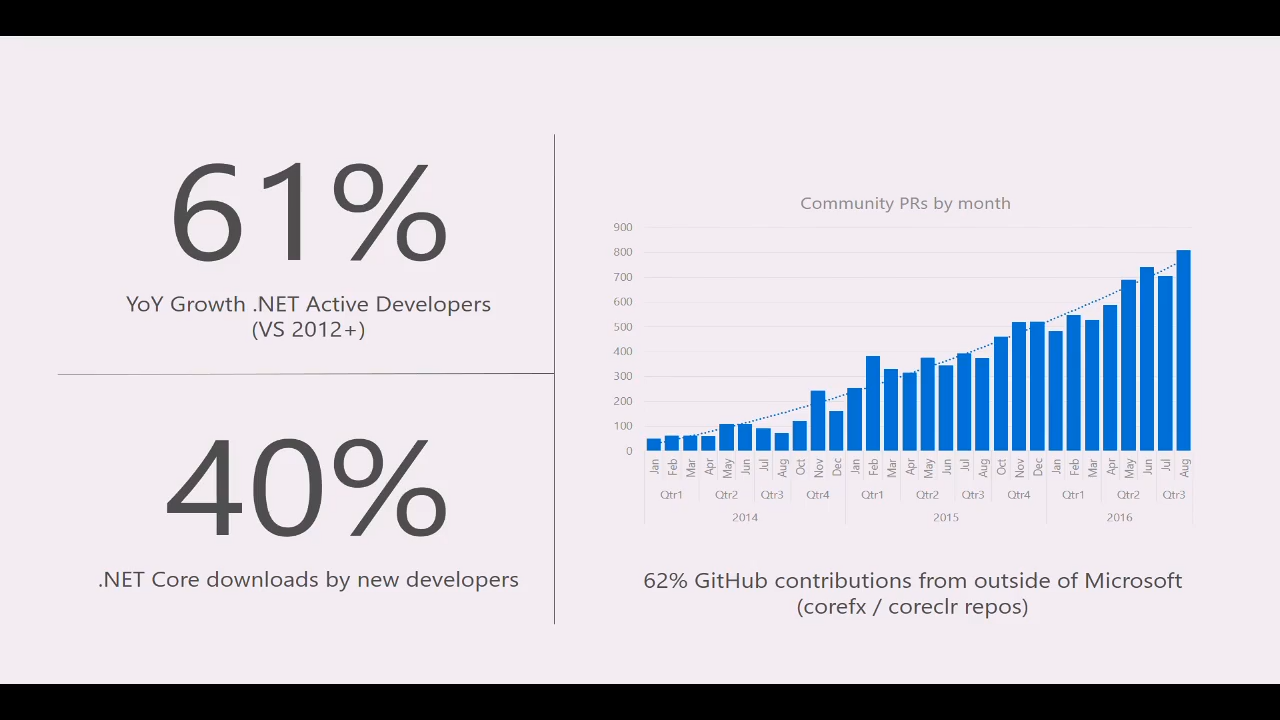 61%
YoY Growth .NET Active Developers
(VS 2012+)
40%
.NET Core downloads by new developers
Community PRs by month
900
800
700
600
500
400
300
200
100
0
Jan Feb Mar Apr May Jun Jul Aug Oct Nov Dec Jan Feb Mar Apr May Jun Jul Aug Oct Nov Dec Jan Feb Mar Apr May Jun Jul Aug
Qtr1 Qtr2 Qtr3 Qtr4 Qtr1 Qtr2 Qtr3 Qtr4 Qtr1 Qtr2 Qtr3
2014 2015 2016
62% GitHub contributions from outside of Microsoft
(corefx / coreclr repos)